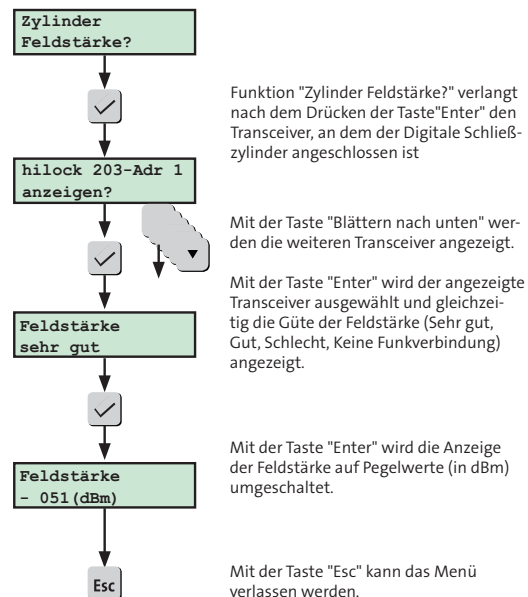 Zylinder
Feldstärke?
Funktion "Zylinder Feldstärke?" verlangt
nach dem Drücken der Taste"Enter" den
Transceiver, an dem der Digitale Schließ-
zylinder angeschlossen ist
hilock 203-Adr 1
anzeigen?
Mit der Taste "Blättern nach unten" wer-
den die weiteren Transceiver angezeigt.
Mit der Taste "Enter" wird der angezeigte
Transceiver ausgewählt und gleichzei-
tig die Güte der Feldstärke (Sehr gut,
Gut, Schlecht, Keine Funkverbindung)
angezeigt.
Feldstärke
sehr gut
Mit der Taste "Enter" wird die Anzeige
der Feldstärke auf Pegelwerte (in dBm)
umgeschaltet.
Feldstärke
- 051(dBm)
Esc
Mit der Taste "Esc" kann das Menü
verlassen werden.